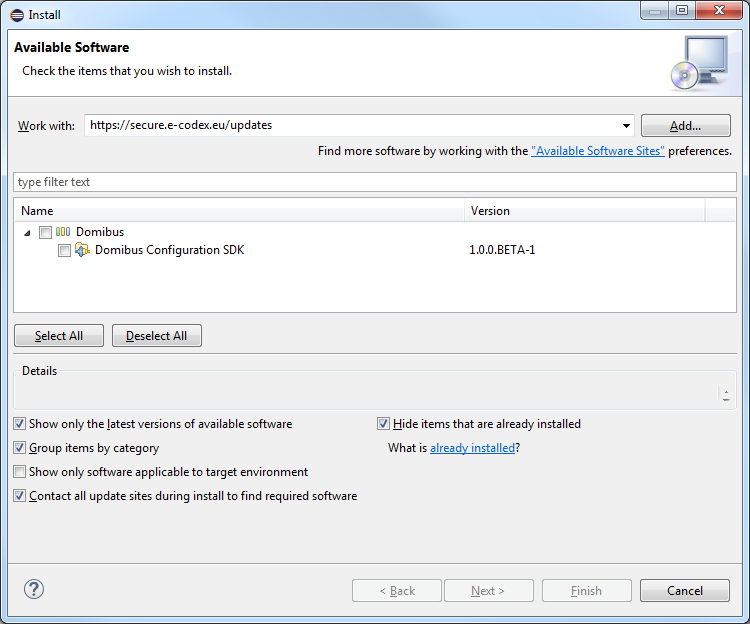 Install
Available Software
Check the items that you wish to install.
Work with: https://secure.e-codex.eu/updates Add...
Find more software by working with the "Available Software Sites" preferences.
type filter text
Name Version
Domibus
Domibus Configuration SDK 1.0.0.BETA-1
Select All Deselect All
Details
Show only the latest versions of available software Hide items that are already installed
Group items by category What is already installed?
Show only software applicable to target environment
Contact all update sites during install to find required software
? < Back Next > Finish Cancel